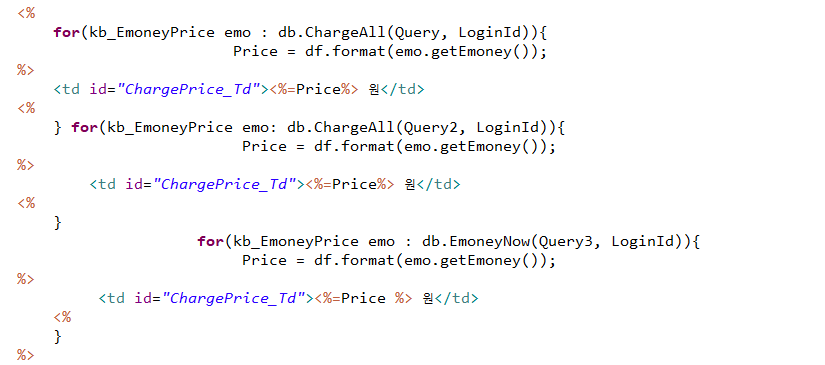 <%
for(kb_EmoneyPrice emo : db.ChargeAll(Query, LoginId)){
Price = df.format(emo.getEmoney());
%>
<td id="ChargePrice_Td"><%=Price%> 원</td>
<%
} for(kb_EmoneyPrice emo: db.ChargeAll(Query2, LoginId)){
Price = df.format(emo.getEmoney());
%>
<td id="ChargePrice_Td"><%=Price%> 원</td>
<%
}
for(kb_EmoneyPrice emo : db.EmoneyNow(Query3, LoginId)){
Price = df.format(emo.getEmoney());
%>
<td id="ChargePrice_Td"><%=Price %> 원</td>
<%
}
%>